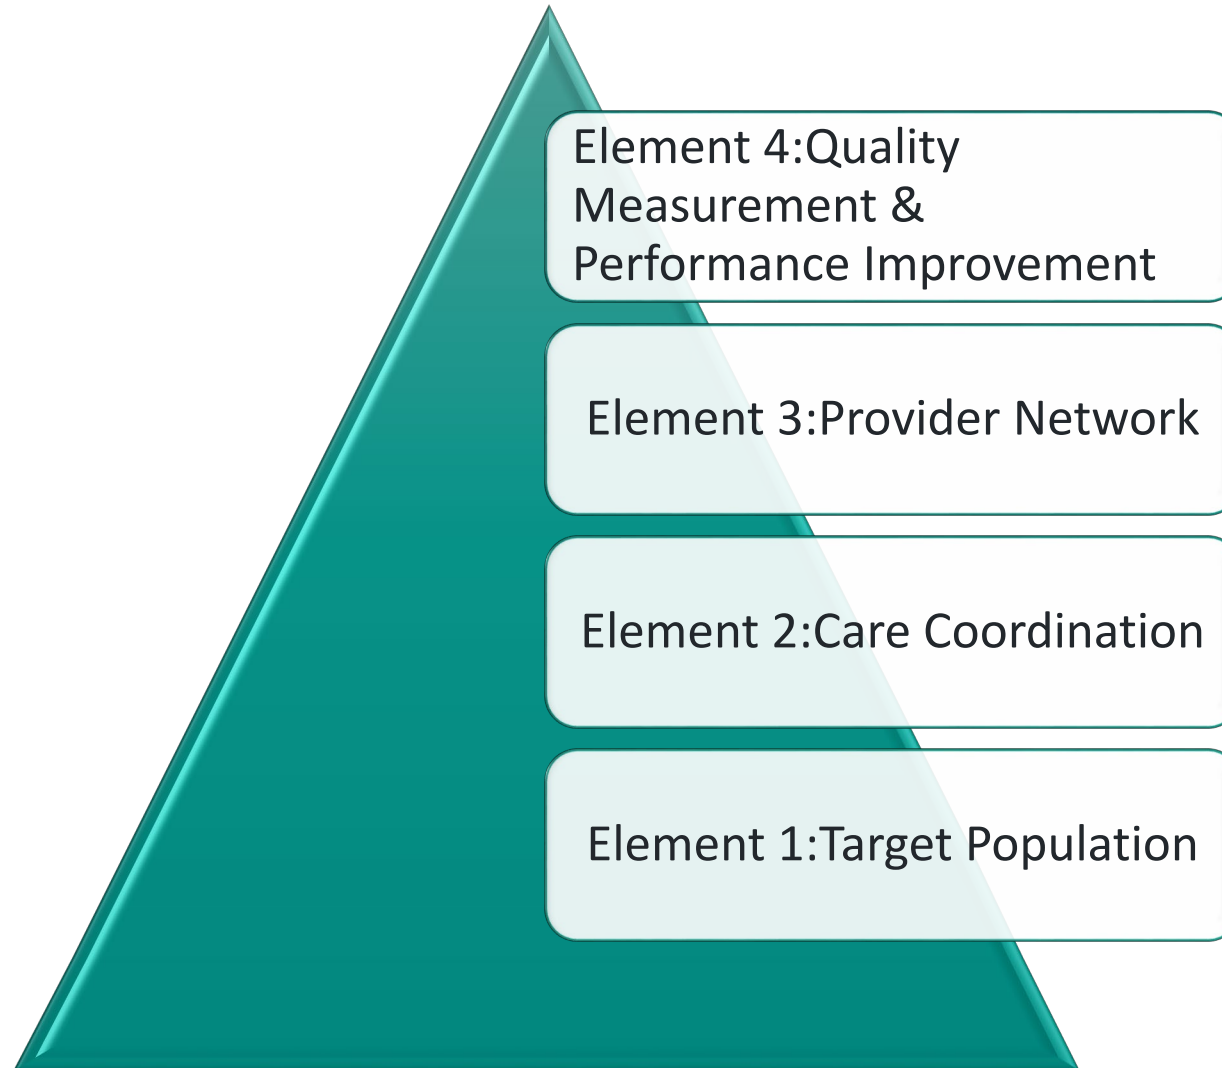 Element 4:Quality
Measurement &
Performance Improvement
Element 3:Provider Network
Element 2:Care Coordination
Element 1:Target Population